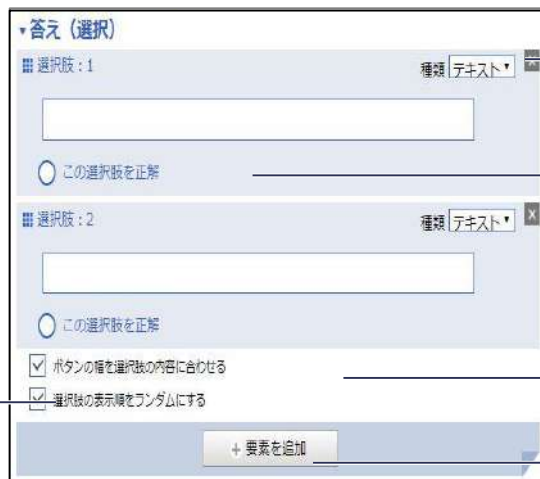 ▾答え（選択）
選択肢：1 種類 テキスト▼ x
この選択肢を正解
選択肢：2 種類 テキスト▼ x
この選択肢を正解
ボタンの幅を選択肢の内容に合わせる
選択肢の表示順をランダムにする
+要素を追加